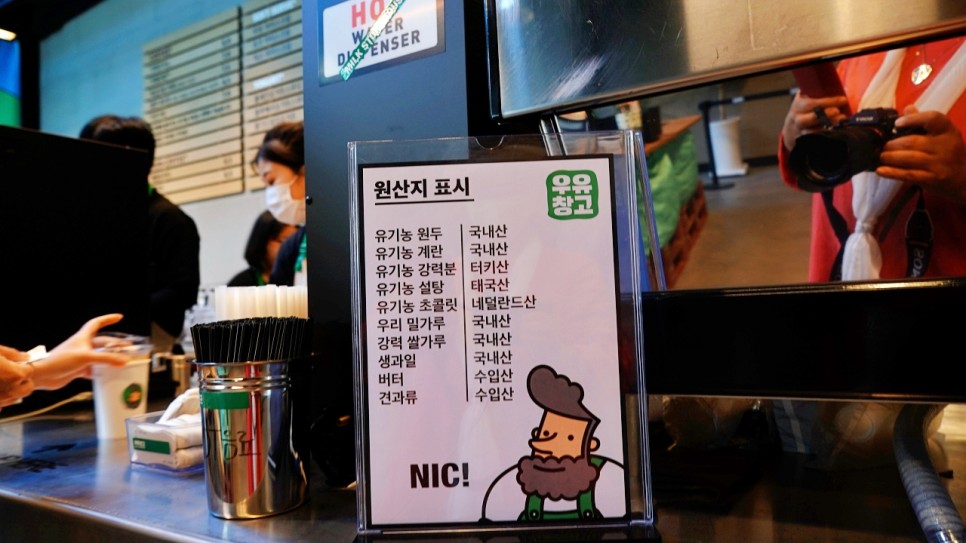 HOT
WATER
DISPENSER
원산지 표시
우유
창고
유기농 원두 국내산
유기농 계란 국내산
유기농 강력분 터키산
유기농 설탕 태국산
유기농 초콜릿 네덜란드산
우리 밀가루 국내산
강력 쌀가루 국내산
생과일 국내산
버터 수입산
견과류 수입산
NIC!